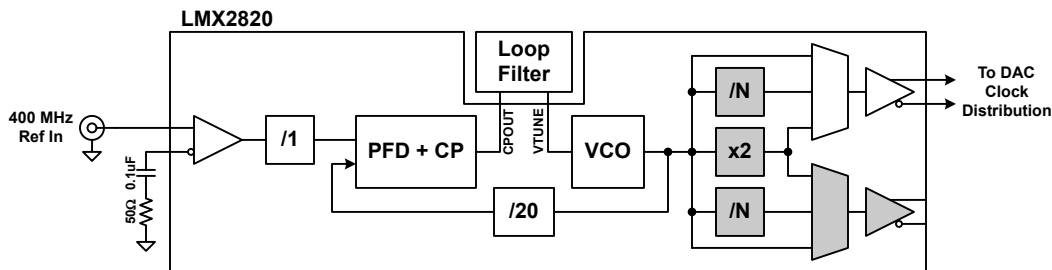 LMX2820
Loop
Filter
400 MHz
Ref In
/1
PFD + CP
CPOUT
VTUNE
VCO
/N
x2
/N
/20
0.1uF
50Ω
To DAC
Clock
Distribution